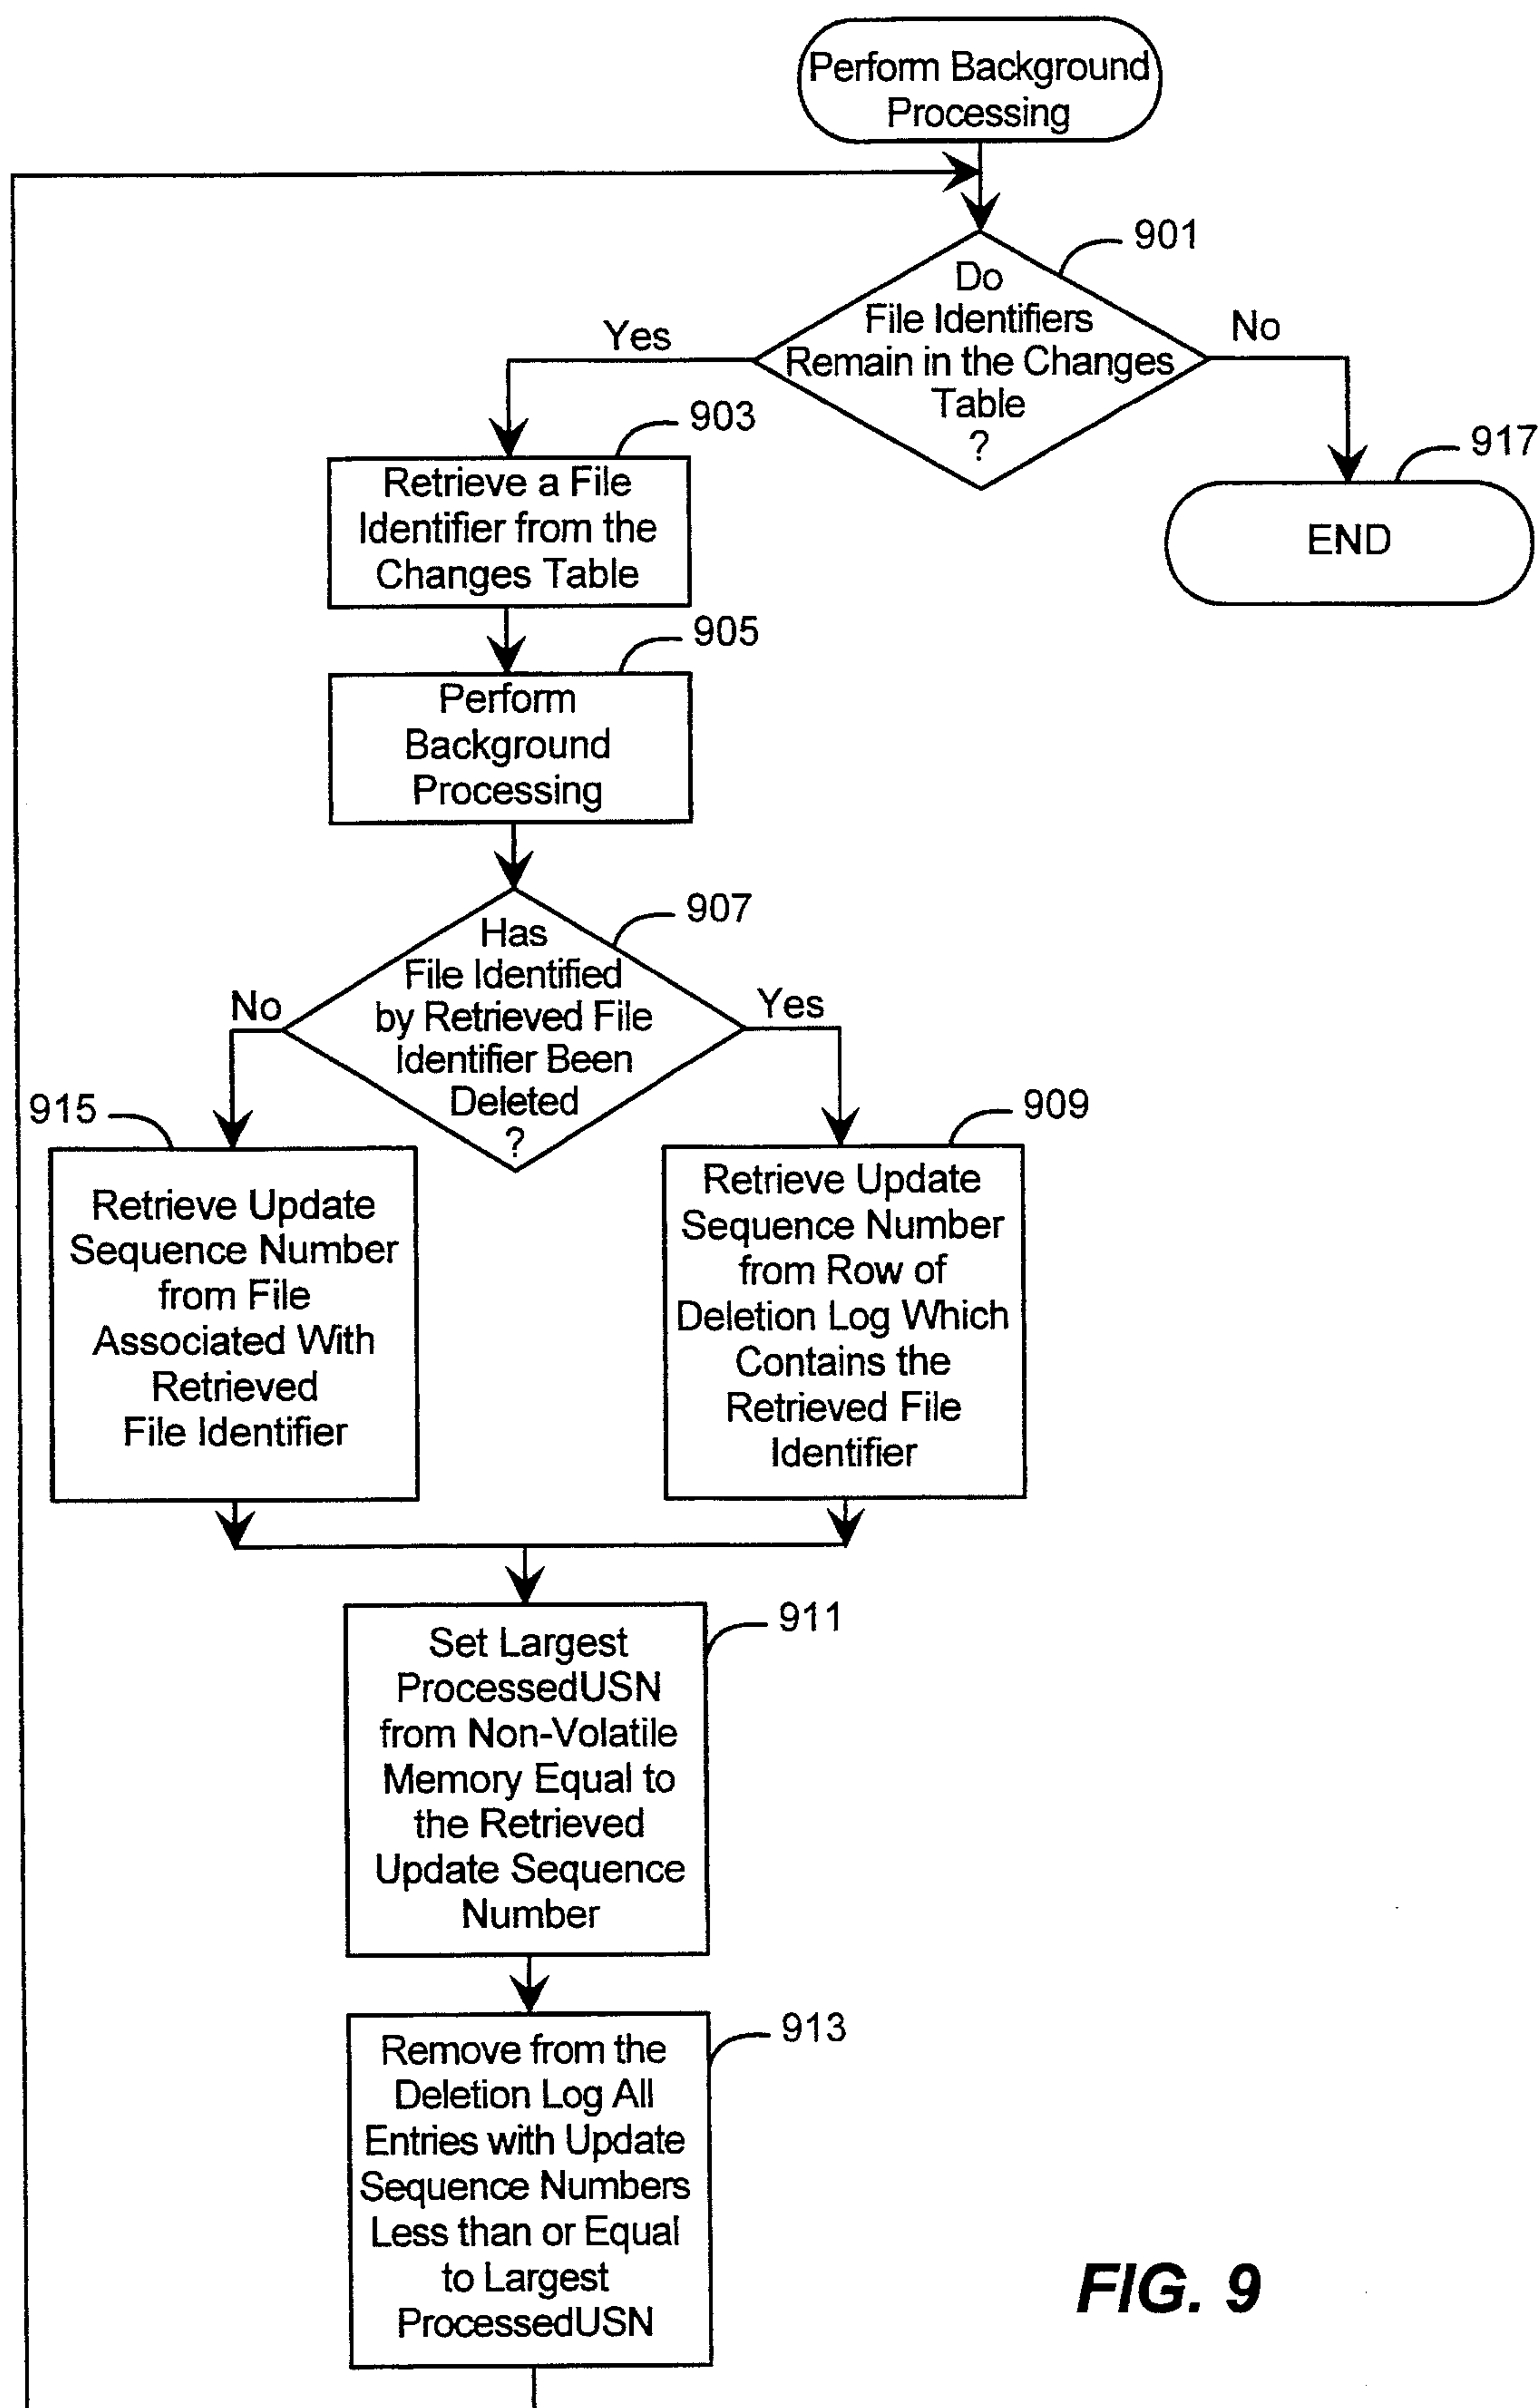 Perform Background
Processing
901
Do
File Identifiers
Remain in the Changes
Table
?
Yes
No
903
Retrieve a File
Identifier from the
Changes Table
917
END
905
Perform
Background
Processing
907
Has
File Identified
by Retrieved File
Identifier Been
Deleted
?
No
Yes
915
Retrieve Update
Sequence Number
from File
Associated With
Retrieved
File Identifier
909
Retrieve Update
Sequence Number
from Row of
Deletion Log Which
Contains the
Retrieved File
Identifier
911
Set Largest
ProcessedUSN
from Non-Volatile
Memory Equal to
the Retrieved
Update Sequence
Number
913
Remove from the
Deletion Log All
Entries with Update
Sequence Numbers
Less than or Equal
to Largest
ProcessedUSN
FIG. 9